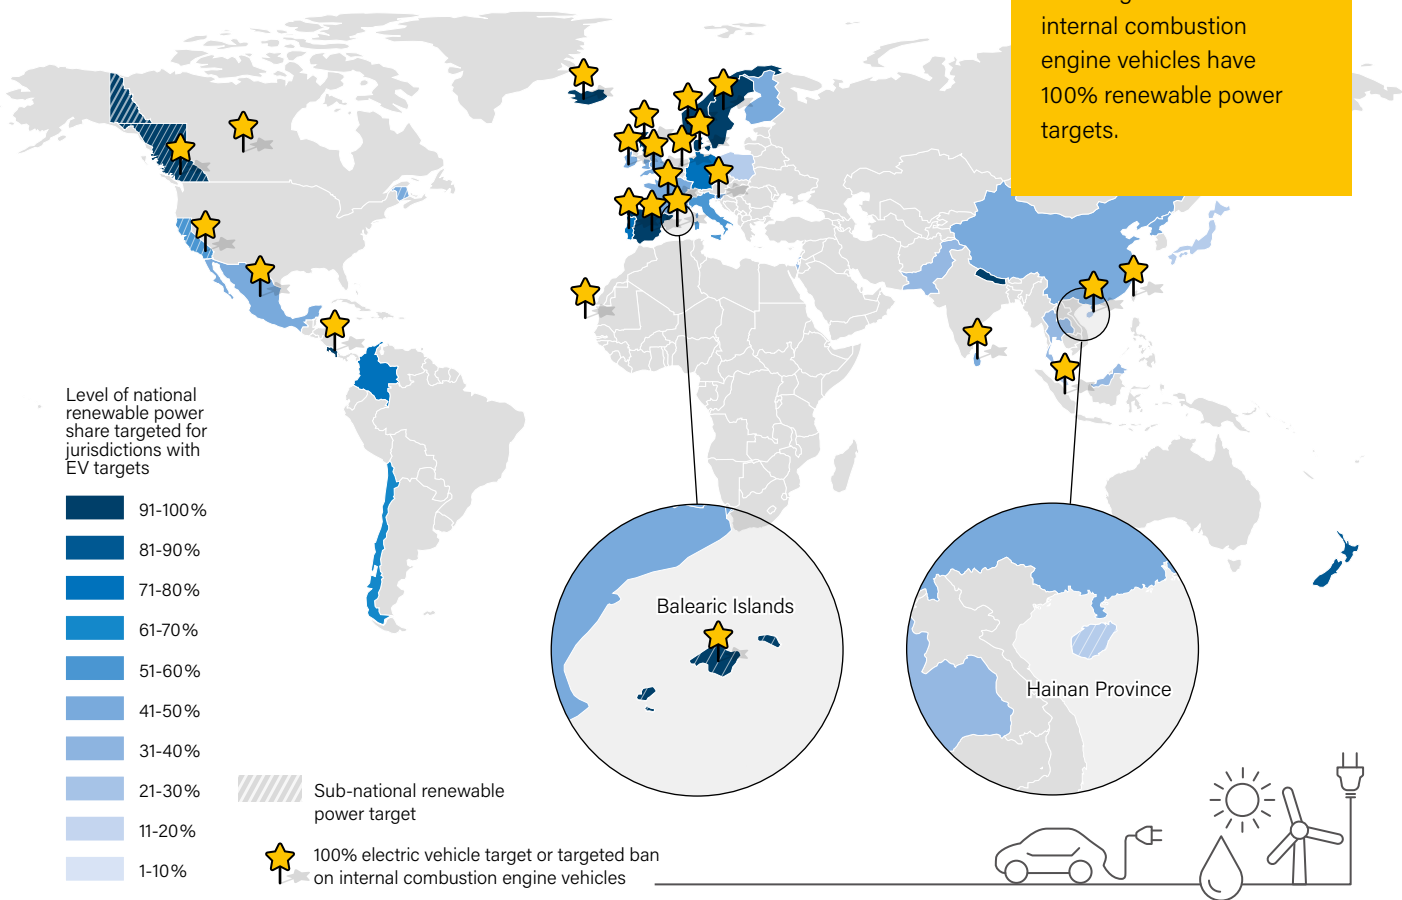 internal combustion
engine vehicles have
100% renewable power
targets.
Level of national
renewable power
share targeted for
jurisdictions with
EV targets
91-100%
81-90%
71-80%
61-70%
51-60%
41-50%
31-40%
21-30%
11-20%
1-10%
Sub-national renewable
power target
100% electric vehicle target or targeted ban
on internal combustion engine vehicles
Balearic Islands
Hainan Province